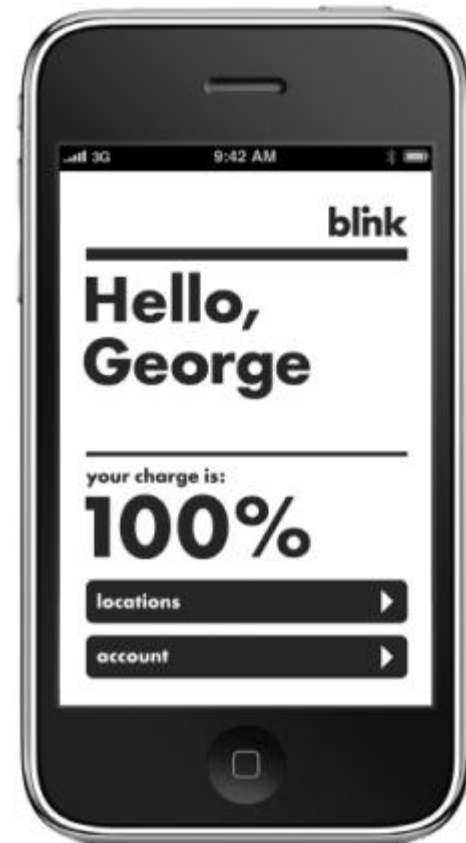 3G 9:42 AM
blink
Hello,
George
your charge is:
100%
locations
account